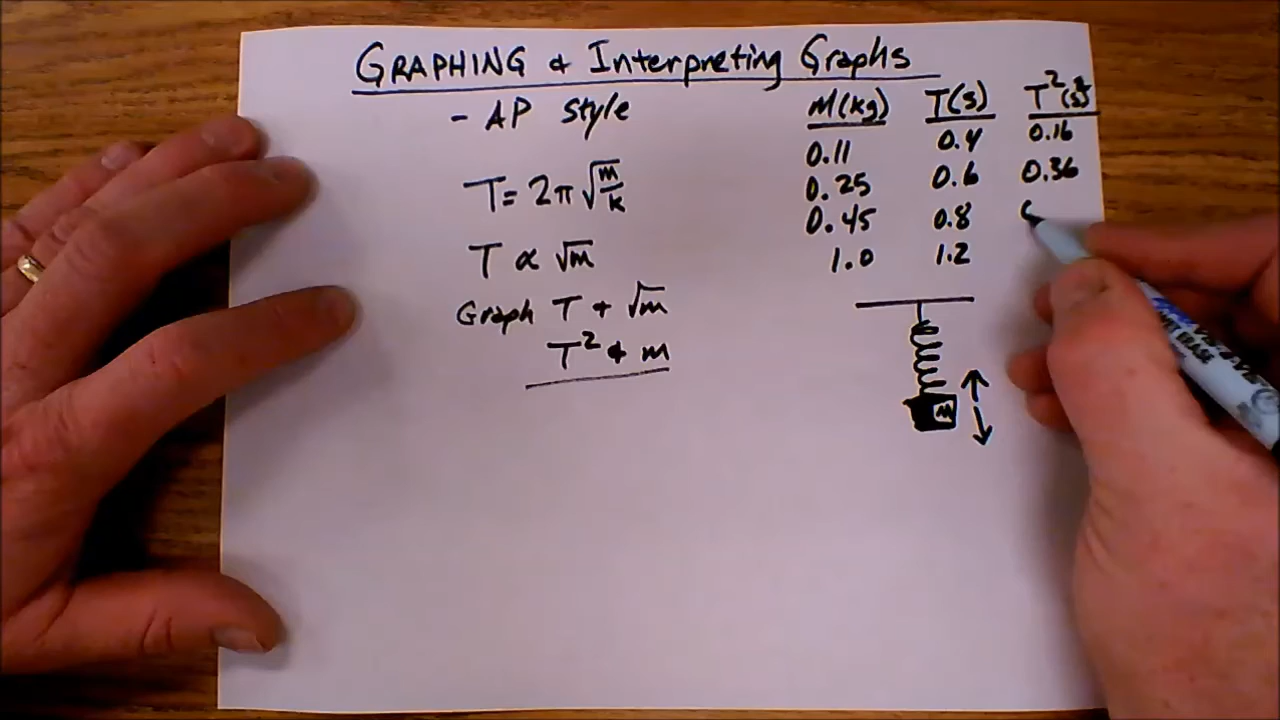 GRAPHING & Interpreting Graphs
- AP style
T = 2π √m/k
T ∝ √m
Graph T & √m
T² & m
m(kg) T(s) T²(s²)
0.11 0.4 0.16
0.25 0.6 0.36
0.45 0.8
1.0 1.2
M